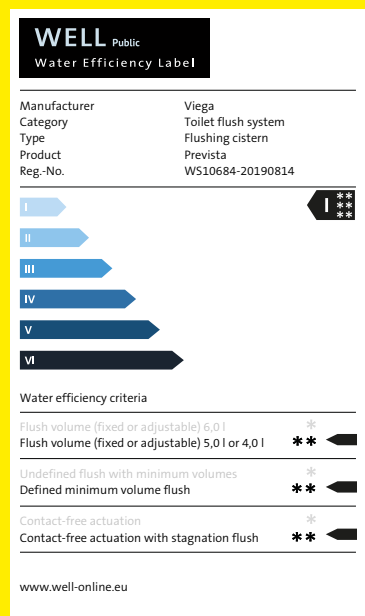 WELL Public
Water Efficiency Label
Manufacturer Viega
Category Toilet flush system
Type Flushing cistern
Product Prevista
Reg.-No. WS10684-20190814
I
I ** ** **
II
III
IV
V
VI
Water efficiency criteria
Flush volume (fixed or adjustable) 6,0 l *
Flush volume (fixed or adjustable) 5,0 l or 4,0 l **
Undefined flush with minimum volumes *
Defined minimum volume flush **
Contact-free actuation *
Contact-free actuation with stagnation flush **
www.well-online.eu